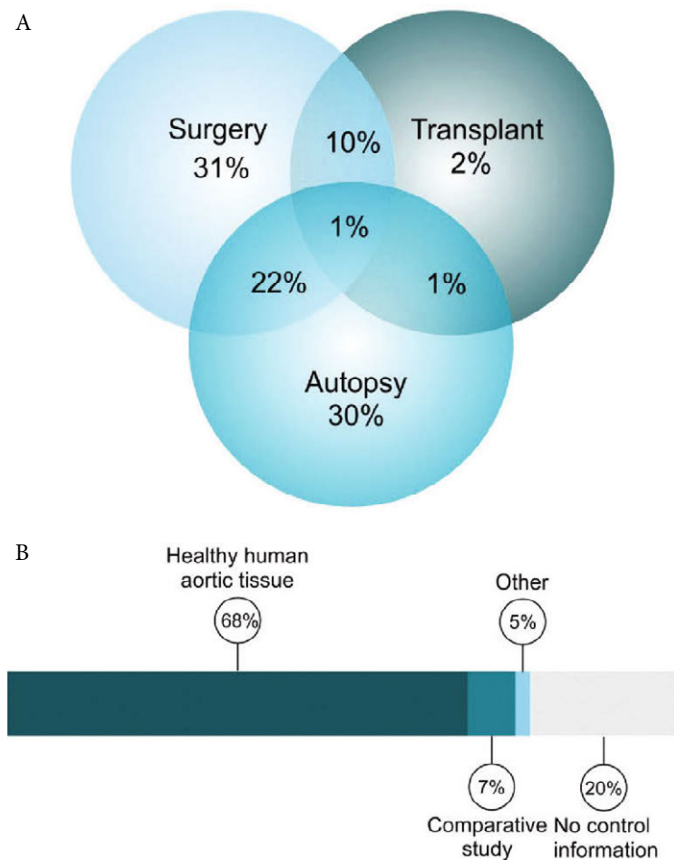 A
Surgery
31%
10%
Transplant
2%
1%
22%
1%
Autopsy
30%
B
Healthy human
aortic tissue
68%
Other
5%
7%
Comparative
study
20%
No control
information